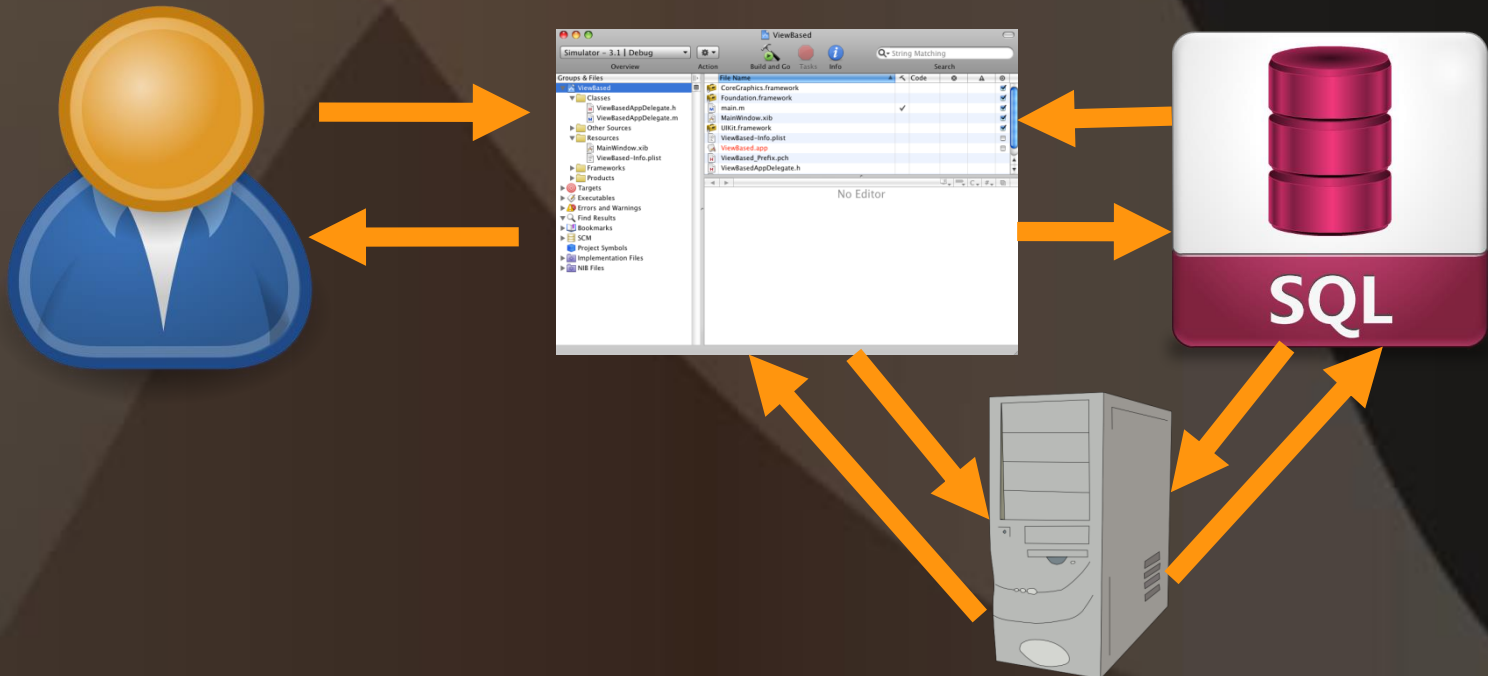 ViewBased
Simulator - 3.1 | Debug
String Matching
Overview
Action
Build and Go
Tasks
Info
Search
Groups & Files
ViewBased
Classes
ViewBasedAppDelegate.h
ViewBasedAppDelegate.m
Other Sources
Resources
MainWindow.xib
ViewBased-Info.plist
Frameworks
Products
Targets
Executables
Errors and Warnings
Find Results
Bookmarks
SCM
Project Symbols
Implementation Files
NIB Files
File Name
Code
CoreGraphics.framework
Foundation.framework
main.m
MainWindow.xib
UIKit.framework
ViewBased-Info.plist
ViewBased.app
ViewBased_Prefix.pch
ViewBasedAppDelegate.h
No Editor
SQL